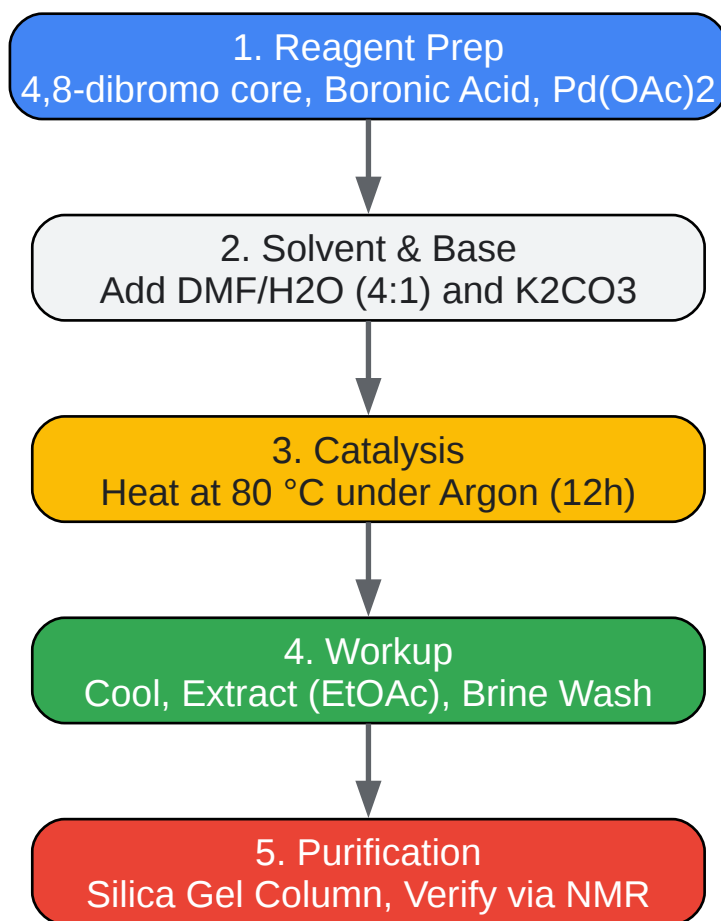 1. Reagent Prep
4,8-dibromo core, Boronic Acid, Pd(OAc)2
2. Solvent & Base
Add DMF/H2O (4:1) and K2CO3
3. Catalysis
Heat at 80 °C under Argon (12h)
4. Workup
Cool, Extract (EtOAc), Brine Wash
5. Purification
Silica Gel Column, Verify via NMR